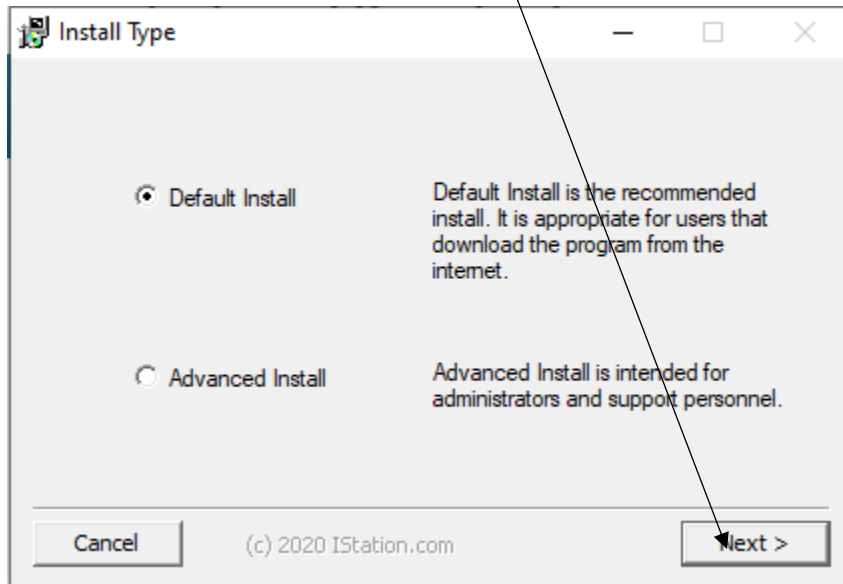 Install Type
Default Install
Default Install is the recommended
install. It is appropriate for users that
download the program from the
internet.
Advanced Install
Advanced Install is intended for
administrators and support personnel.
Cancel
(c) 2020 IStation.com
Next >